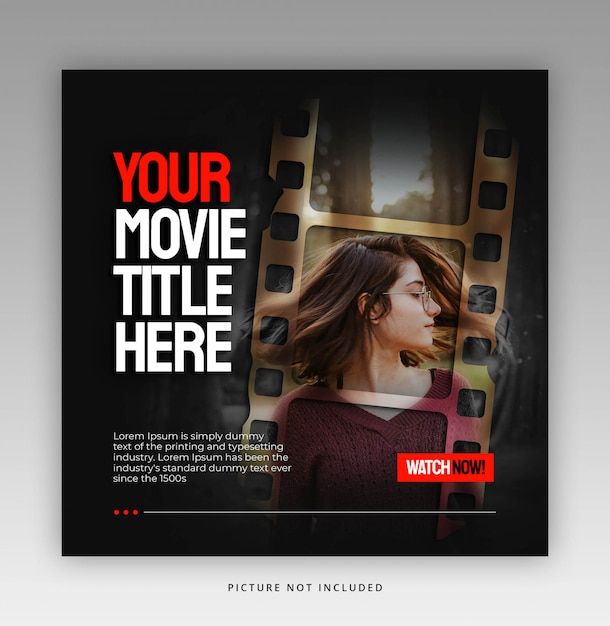 YOUR
MOVIE
TITLE
HERE
Lorem Ipsum is simply dummy
text of the printing and typesetting
industry. Lorem Ipsum has been the
industry's standard dummy text ever
since the 1500s
WATCH NOW!
PICTURE NOT INCLUDED